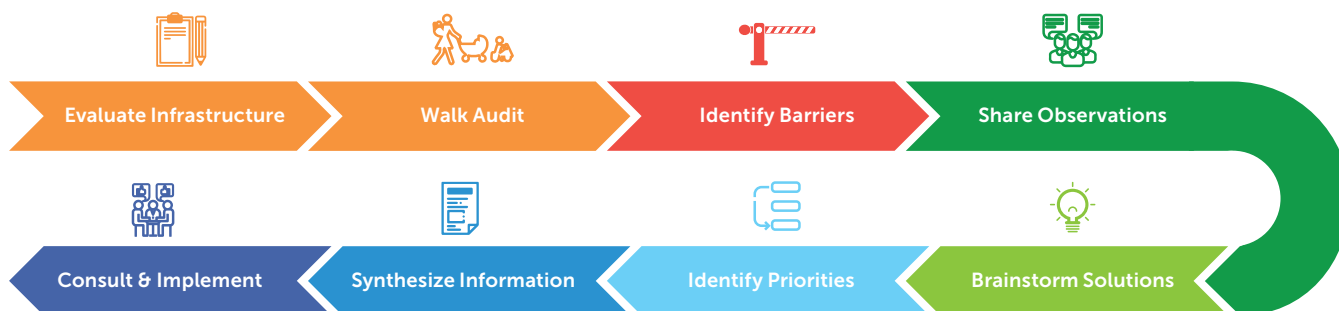 Evaluate Infrastructure
Walk Audit
Identify Barriers
Share Observations
Brainstorm Solutions
Identify Priorities
Synthesize Information
Consult & Implement